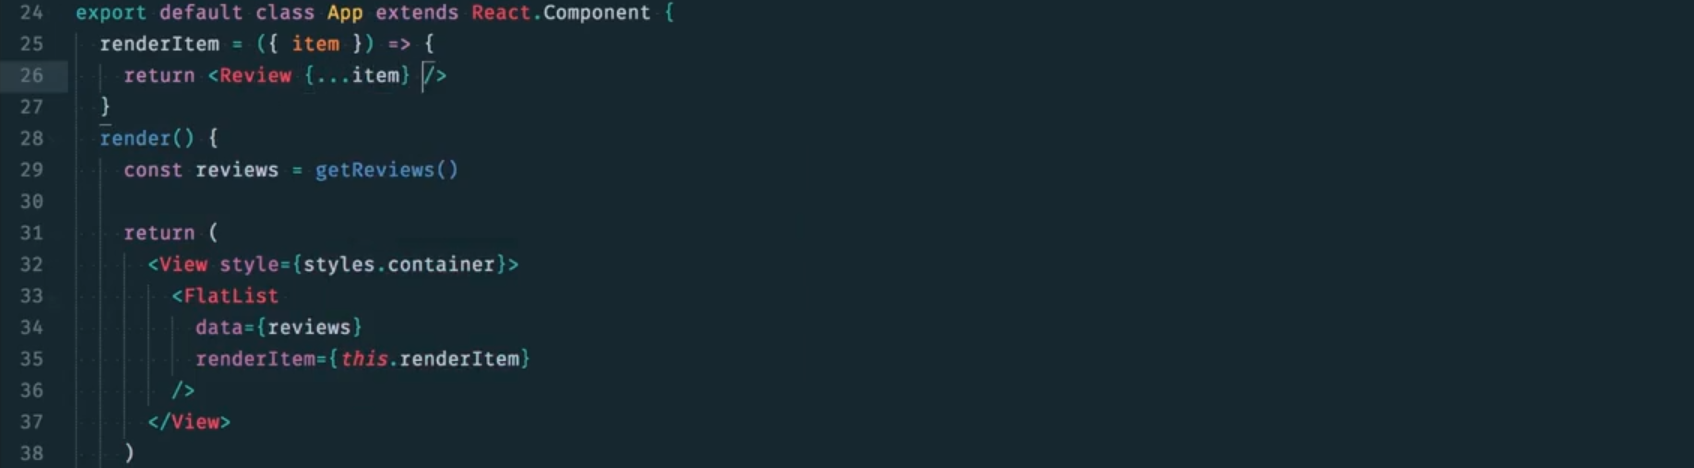 24 export default class App extends React.Component {
25 renderItem = ({ item }) => {
26 return <Review {...item} />
27 }
28 render() {
29 const reviews = getReviews()
30
31 return (
32 <View style={styles.container}>
33 <FlatList
34 data={reviews}
35 renderItem={this.renderItem}
36 />
37 </View>
38 )